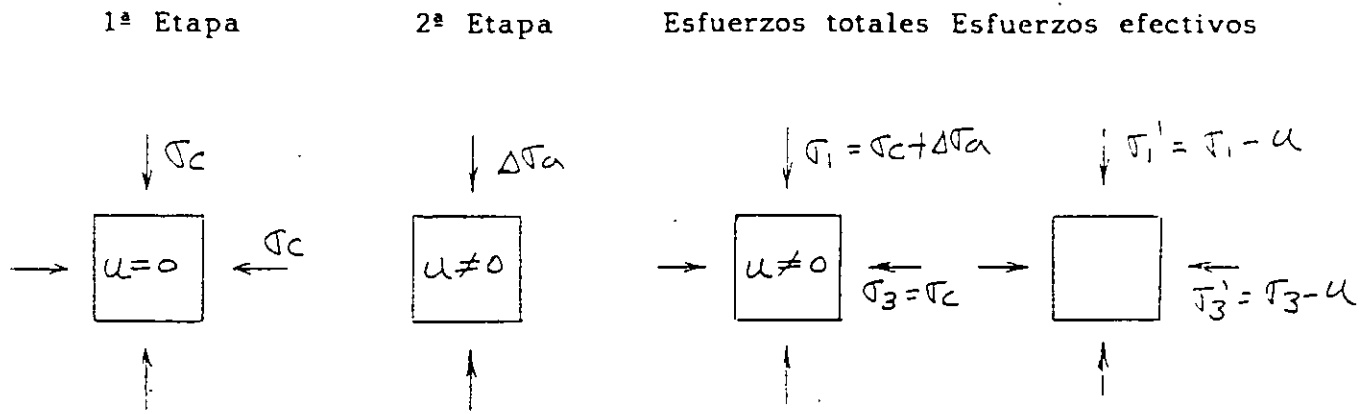 1ª Etapa 2ª Etapa Esfuerzos totales Esfuerzos efectivos
σc Δσa σ1 = σc+Δσa σ1' = σ1 - u
u=0 σc u≠0 u≠0 σ3=σc σ3' = σ3-u